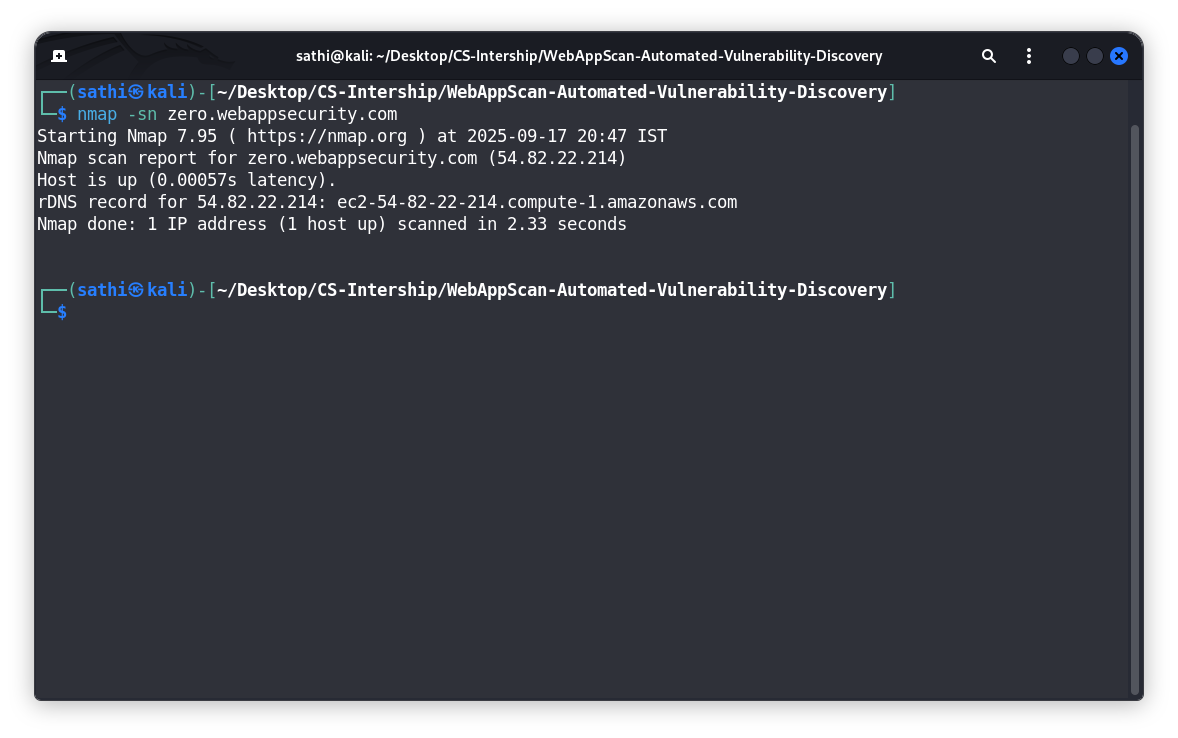 sathi@kali: ~/Desktop/CS-Intership/WebAppScan-Automated-Vulnerability-Discovery
┌──(sathi㉿kali)-[~/Desktop/CS-Intership/WebAppScan-Automated-Vulnerability-Discovery]
└─$ nmap -sn zero.webappsecurity.com
Starting Nmap 7.95 ( https://nmap.org ) at 2025-09-17 20:47 IST
Nmap scan report for zero.webappsecurity.com (54.82.22.214)
Host is up (0.00057s latency).
rDNS record for 54.82.22.214: ec2-54-82-22-214.compute-1.amazonaws.com
Nmap done: 1 IP address (1 host up) scanned in 2.33 seconds
┌──(sathi㉿kali)-[~/Desktop/CS-Intership/WebAppScan-Automated-Vulnerability-Discovery]
└─$